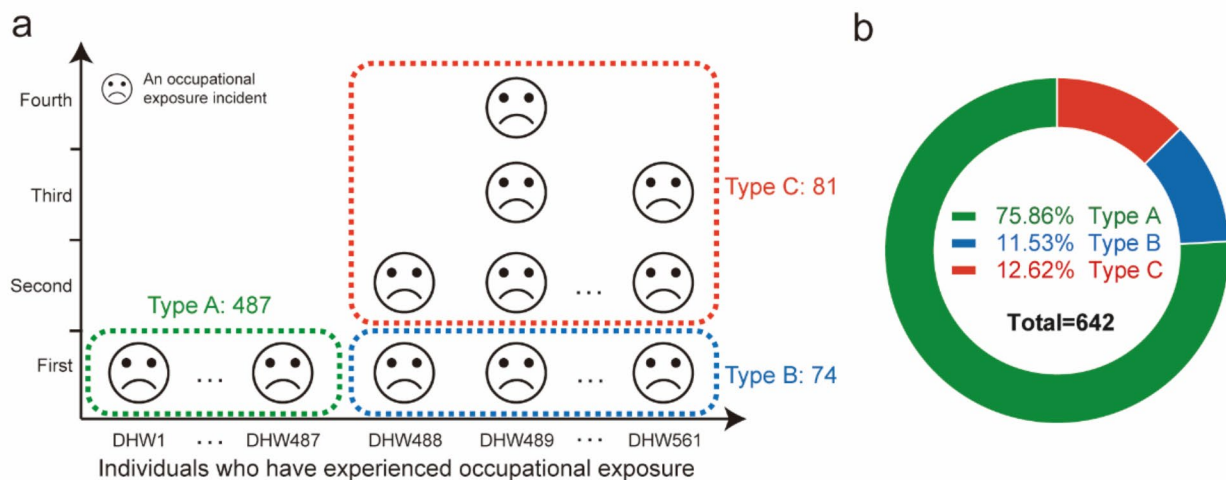 a
An occupational
exposure incident
Fourth
Third
Second
First
Type C: 81
Type A: 487
Type B: 74
...
...
...
DHW1 ... DHW487 DHW488 DHW489 ... DHW561
Individuals who have experienced occupational exposure
b
75.86% Type A
11.53% Type B
12.62% Type C
Total=642